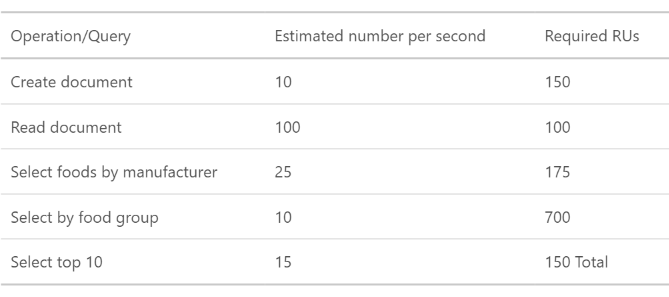 Operation/Query Estimated number per second Required RUs
Create document 10 150
Read document 100 100
Select foods by manufacturer 25 175
Select by food group 10 700
Select top 10 15 150 Total